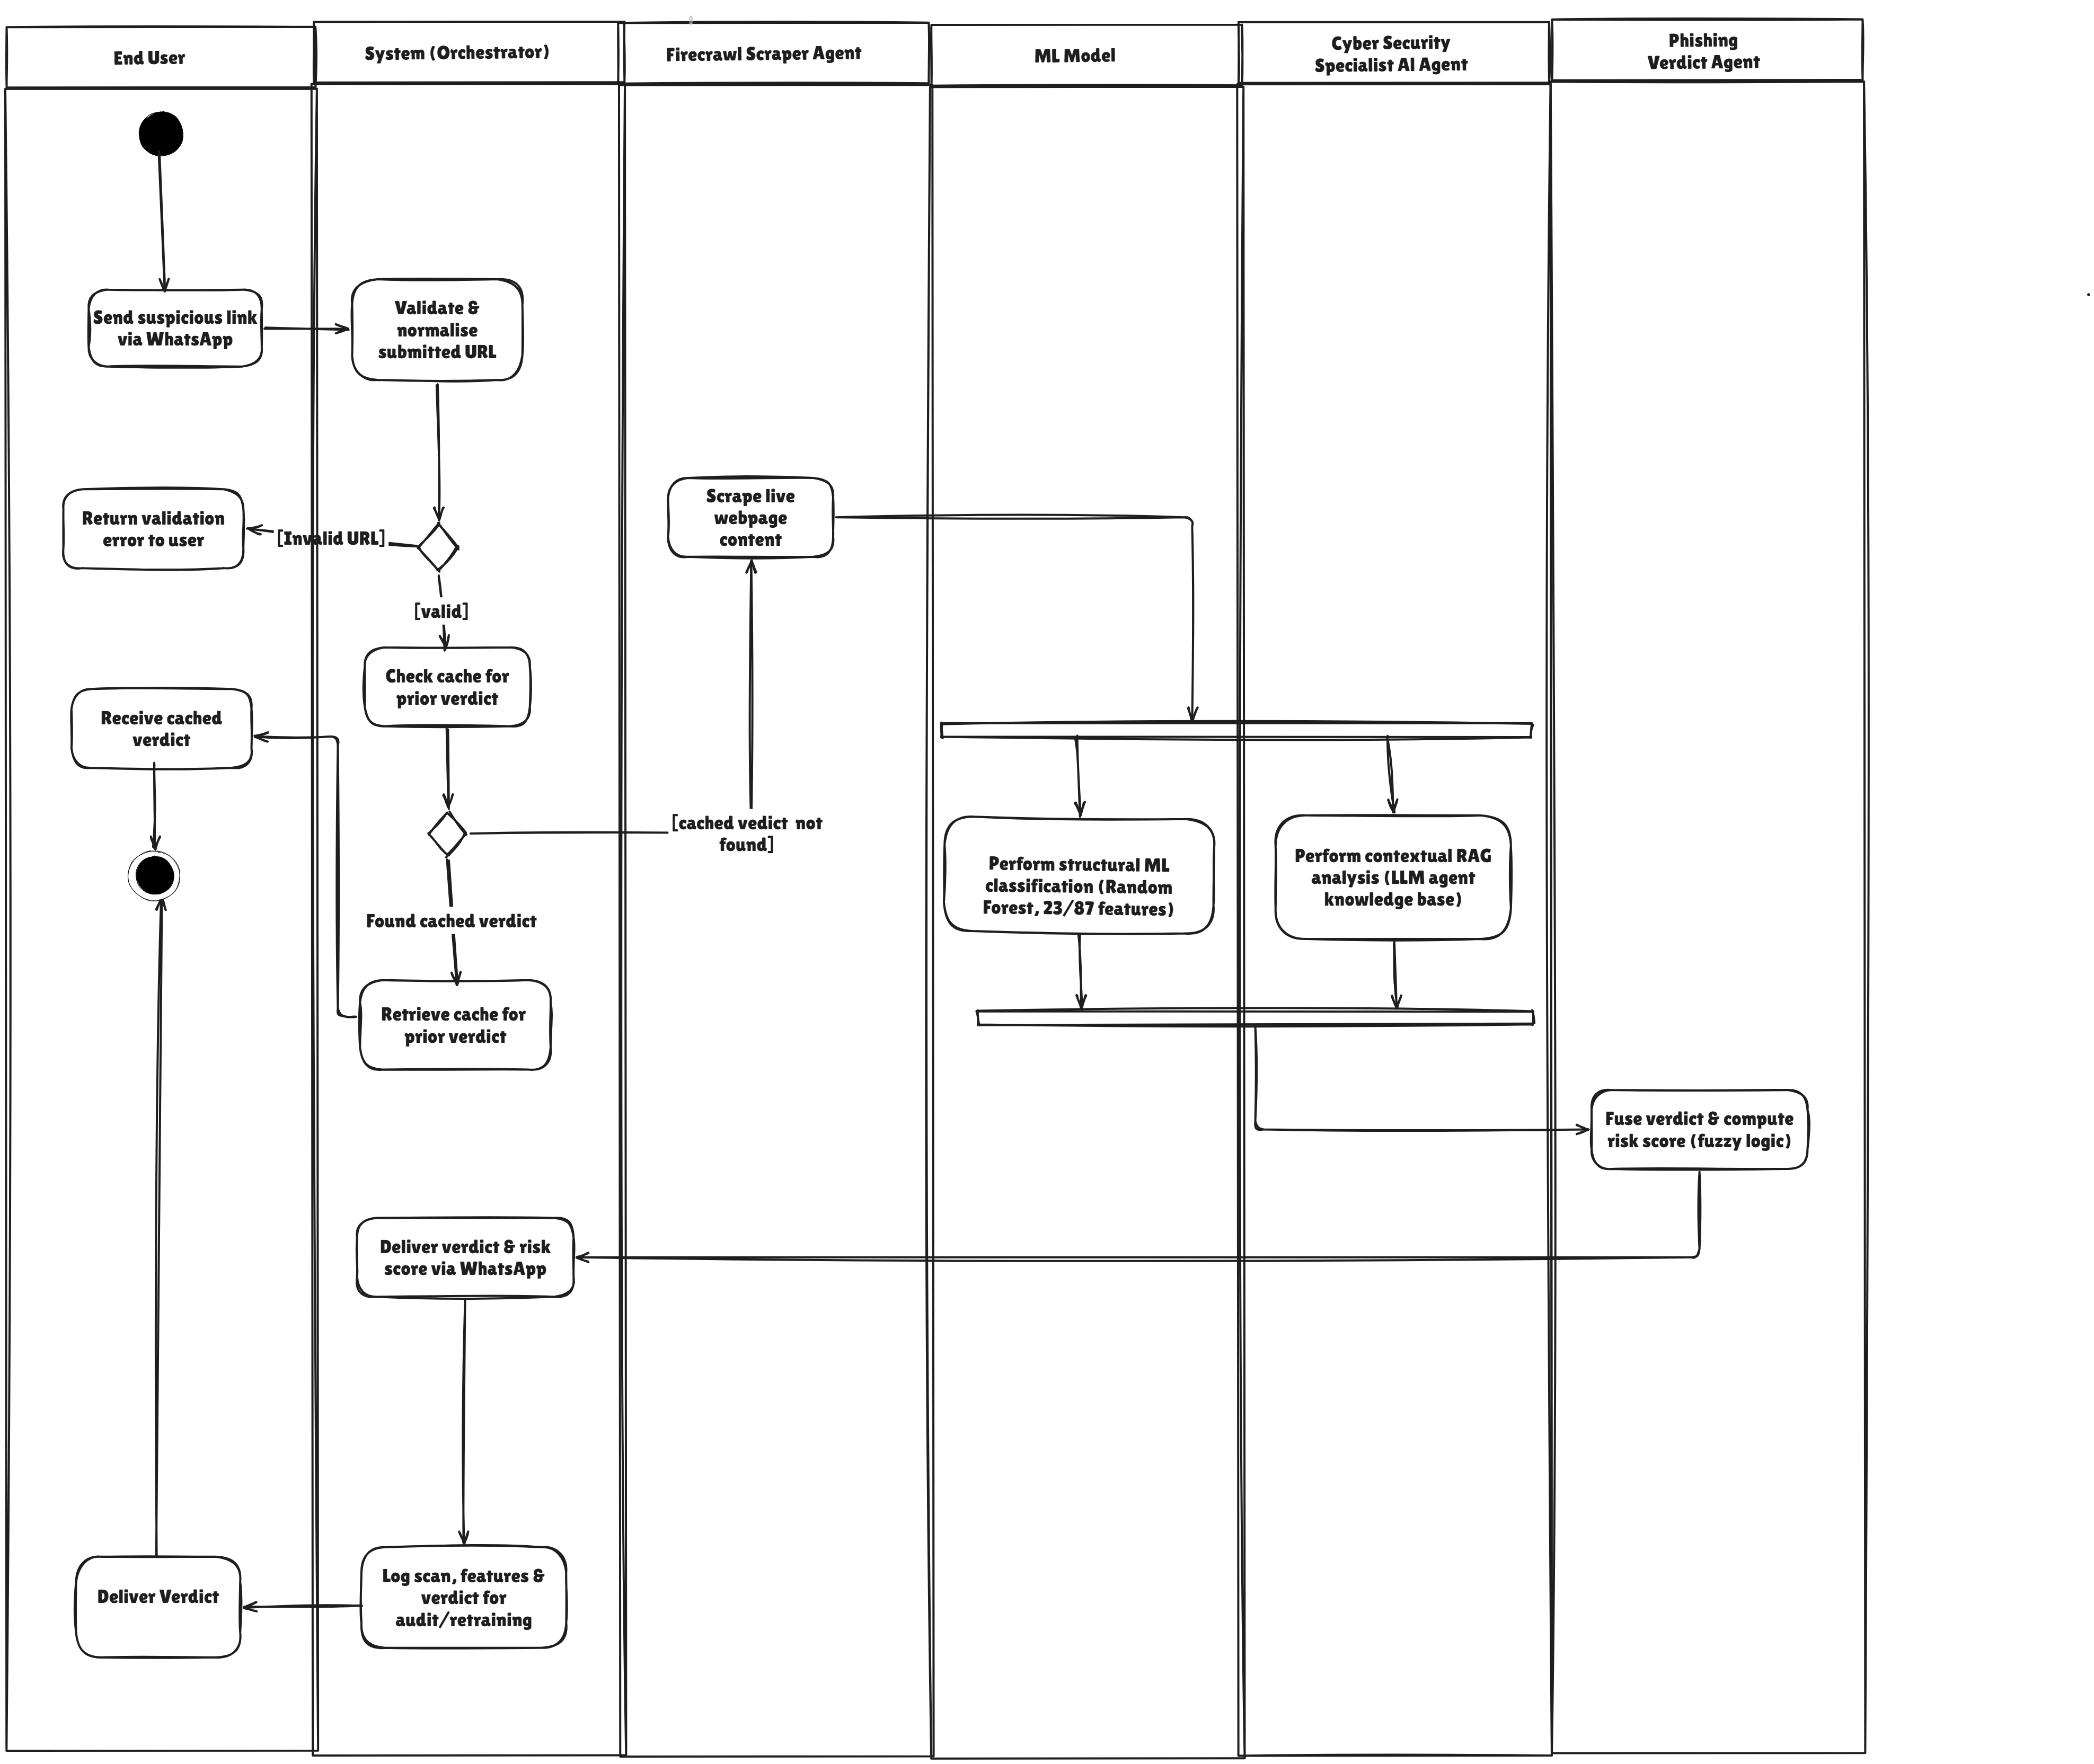 End User
System (Orchestrator)
Firecrawl Scraper Agent
ML Model
Cyber Security
Specialist AI Agent
Phishing
Verdict Agent
Send suspicious link
via WhatsApp
Validate &
normalise
submitted URL
Return validation
error to user
[Invalid URL]
Scrape live
webpage
content
[valid]
Check cache for
prior verdict
Receive cached
verdict
[cached vedict not
found]
Perform structural ML
classification (Random
Forest, 23/87 features)
Perform contextual RAG
analysis (LLM agent
knowledge base)
Found cached verdict
Retrieve cache for
prior verdict
Fuse verdict & compute
risk score (fuzzy logic)
Deliver verdict & risk
score via WhatsApp
Deliver Verdict
Log scan, features &
verdict for
audit/retraining